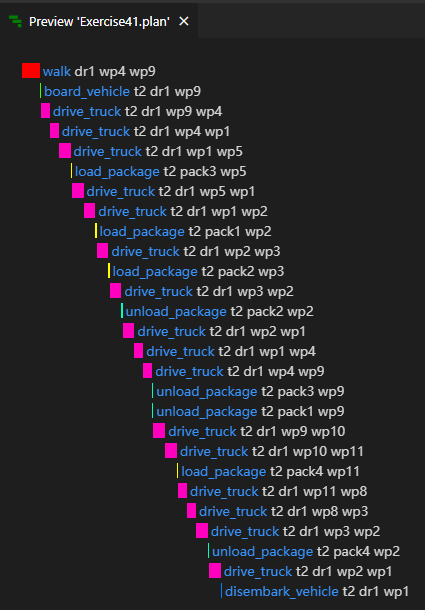 Preview 'Exercise41.plan' ×
walk dr1 wp4 wp9
board_vehicle t2 dr1 wp9
drive_truck t2 dr1 wp9 wp4
drive_truck t2 dr1 wp4 wp1
drive_truck t2 dr1 wp1 wp5
load_package t2 pack3 wp5
drive_truck t2 dr1 wp5 wp1
drive_truck t2 dr1 wp1 wp2
load_package t2 pack1 wp2
drive_truck t2 dr1 wp2 wp3
load_package t2 pack2 wp3
drive_truck t2 dr1 wp3 wp2
unload_package t2 pack2 wp2
drive_truck t2 dr1 wp2 wp1
drive_truck t2 dr1 wp1 wp4
drive_truck t2 dr1 wp4 wp9
unload_package t2 pack3 wp9
unload_package t2 pack1 wp9
drive_truck t2 dr1 wp9 wp10
drive_truck t2 dr1 wp10 wp11
load_package t2 pack4 wp11
drive_truck t2 dr1 wp11 wp8
drive_truck t2 dr1 wp8 wp3
drive_truck t2 dr1 wp3 wp2
unload_package t2 pack4 wp2
drive_truck t2 dr1 wp2 wp1
disembark_vehicle t2 dr1 wp1